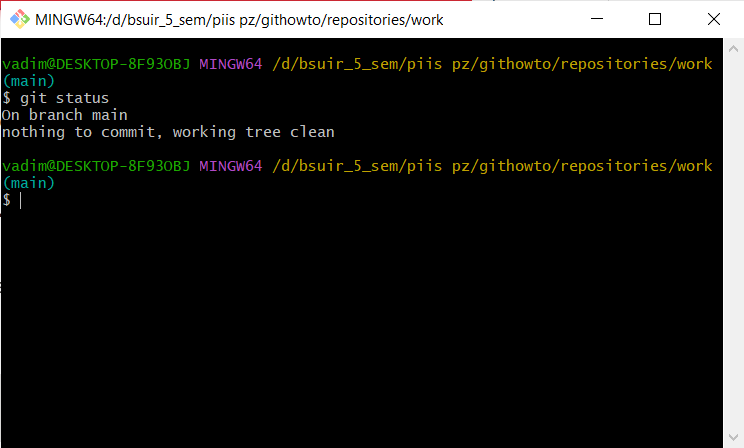 MINGW64:/d/bsuir_5_sem/piis pz/githowto/repositories/work
vadim@DESKTOP-8F93OBJ MINGW64 /d/bsuir_5_sem/piis pz/githowto/repositories/work
(main)
$ git status
On branch main
nothing to commit, working tree clean
vadim@DESKTOP-8F93OBJ MINGW64 /d/bsuir_5_sem/piis pz/githowto/repositories/work
(main)
$